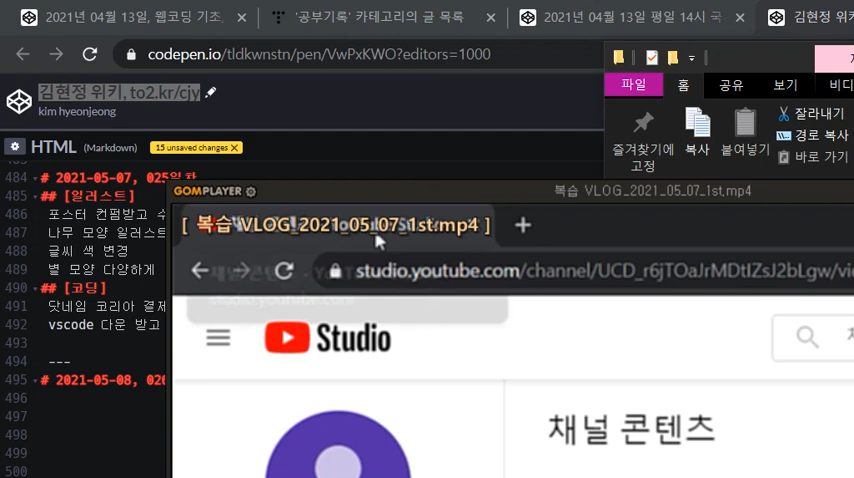 2021년 04월 13일, 웹코딩 기초,
'공부기록' 카테고리의 글 목록
2021년 04월 13일 평일 14시 국
김현정 위키
codepen.io/tldkwnstn/pen/VwPxKWO?editors=1000
김현정 위키, to2.kr/cjy
kim hyeonjeong
파일 홈 공유 보기
즐겨찾기에
고정
복사
붙여넣기
잘라내기
경로 복사
바로 가기
HTML (Markdown) 15 unsaved changes X
484 # 2021-05-07, 025일차
485 ## [일러스트]
486 포스터 컨펌받고
487 나무 모양 일러스트
488 글씨 색 변경
489 별 모양 다양하게
490 ## [코딩]
491 닷네임 코리아 결제
492 vscode 다운 받고
493
494 ---
495 # 2021-05-08, 026
496
497
498
499
500
GOMPLAYER
복습 VLOG_2021_05_07_1st.mp4
[ 복습 VLOG_2021_05_07_1st.mp4 ]
studio.youtube.com/channel/UCD_r6jTOaJrMDtIZsJ2bLgw/vi
Studio
채널 콘텐츠